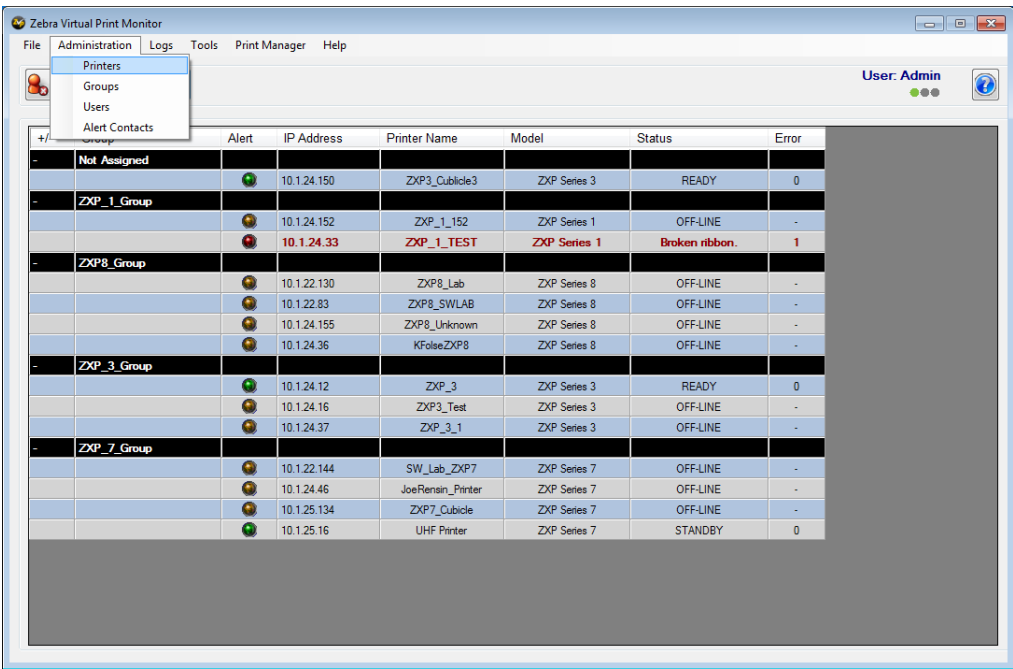 Zebra Virtual Print Monitor
File Administration Logs Tools Print Manager Help
Printers
Groups
Users
Alert Contacts
User: Admin
+/- Group Alert IP Address Printer Name Model Status Error
- Not Assigned
10.1.24.150 ZXP3_Cublicle3 ZXP Series 3 READY 0
- ZXP_1_Group
10.1.24.152 ZXP_1_152 ZXP Series 1 OFF-LINE -
10.1.24.33 ZXP_1_TEST ZXP Series 1 Broken ribbon. 1
- ZXP8_Group
10.1.22.130 ZXP8_Lab ZXP Series 8 OFF-LINE -
10.1.22.83 ZXP8_SWLAB ZXP Series 8 OFF-LINE -
10.1.24.155 ZXP8_Unknown ZXP Series 8 OFF-LINE -
10.1.24.36 KFolseZXP8 ZXP Series 8 OFF-LINE -
- ZXP_3_Group
10.1.24.12 ZXP_3 ZXP Series 3 READY 0
10.1.24.16 ZXP3_Test ZXP Series 3 OFF-LINE -
10.1.24.37 ZXP_3_1 ZXP Series 3 OFF-LINE -
- ZXP_7_Group
10.1.22.144 SW_Lab_ZXP7 ZXP Series 7 OFF-LINE -
10.1.24.46 JoeRensin_Printer ZXP Series 7 OFF-LINE -
10.1.25.134 ZXP7_Cubicle ZXP Series 7 OFF-LINE -
10.1.25.16 UHF Printer ZXP Series 7 STANDBY 0